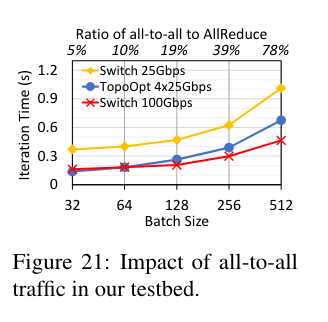 Ratio of all-to-all to AllReduce
5% 10% 19% 39% 78%
Iteration Time (s)
1.2
0.9
0.6
0.3
0
Switch 25Gbps
TopoOpt 4x25Gbps
Switch 100Gbps
32 64 128 256 512
Batch Size
Figure 21: Impact of all-to-all
traffic in our testbed.